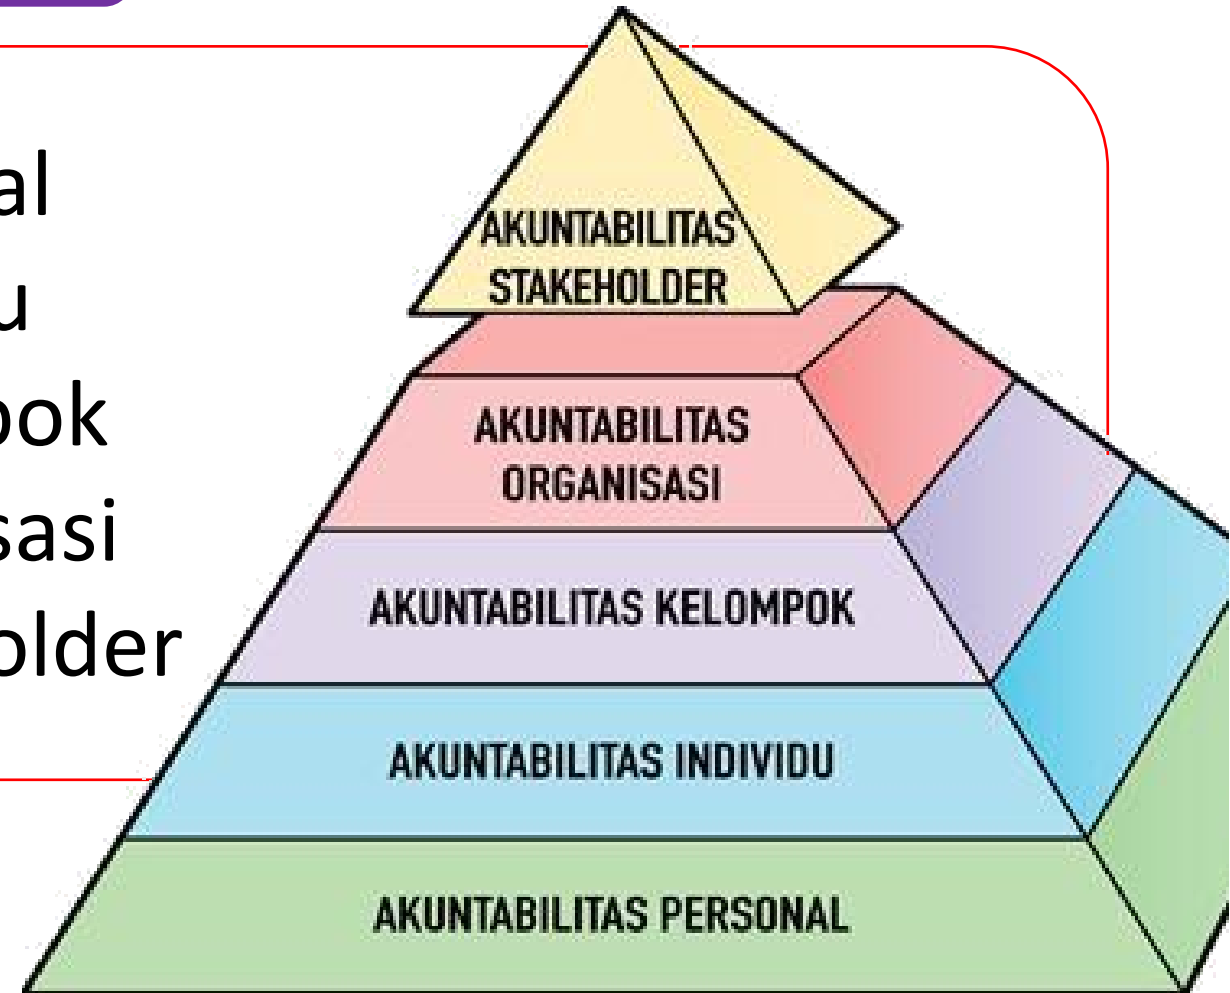 al
u
ok
sasi
older
AKUNTABILITAS
STAKEHOLDER
AKUNTABILITAS
ORGANISASI
AKUNTABILITAS KELOMPOK
AKUNTABILITAS INDIVIDU
AKUNTABILITAS PERSONAL